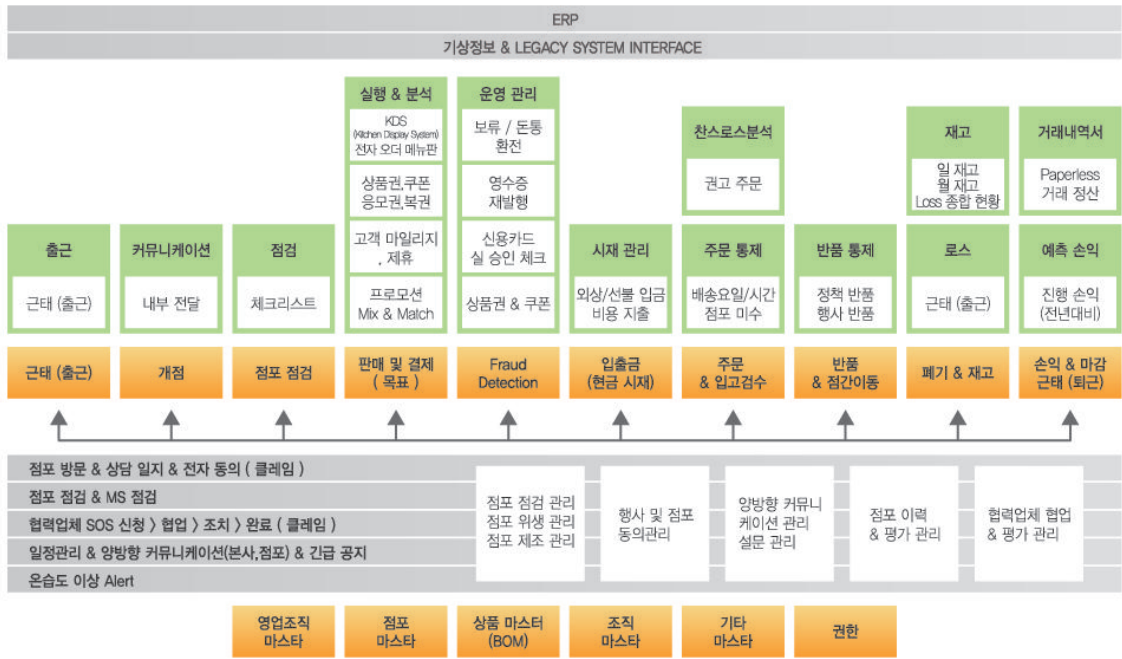 ERP
기상정보 & LEGACY SYSTEM INTERFACE
실행 & 분석
KDS
(Kitchen Display System)
전자 오더 메뉴판
상품권,쿠폰
응모권,복권
고객 마일리지
, 제휴
프로모션
Mix & Match
운영 관리
보류 / 돈통
환전
영수증
재발행
신용카드
실 승인 체크
상품권 & 쿠폰
찬스로스분석
권고 주문
재고
일 재고
월 재고
Loss 종합 현황
거래내역서
Paperless
거래 정산
출근
근태 (출근)
커뮤니케이션
내부 전달
점검
체크리스트
시재 관리
외상/선불 입금
비용 지출
주문 통제
배송요일/시간
점포 미수
반품 통제
정책 반품
행사 반품
로스
근태 (출근)
예측 손익
진행 손익
(전년대비)
근태 (출근)
개점
점포 점검
판매 및 결제
( 목표 )
Fraud
Detection
입출금
(현금 시재)
주문
& 입고검수
반품
& 점간이동
폐기 & 재고
손익 & 마감
근태 (퇴근)
점포 방문 & 상담 일지 & 전자 동의 ( 클레임 )
점포 점검 & MS 점검
협력업체 SOS 신청 > 협업 > 조치 > 완료 ( 클레임 )
일정관리 & 양방향 커뮤니케이션(본사,점포) & 긴급 공지
온습도 이상 Alert
점포 점검 관리
점포 위생 관리
점포 제조 관리
행사 및 점포
동의관리
양방향 커뮤니
케이션 관리
설문 관리
점포 이력
& 평가 관리
협력업체 협업
& 평가 관리
영업조직
마스타
점포
마스타
상품 마스터
(BOM)
조직
마스타
기타
마스타
권한